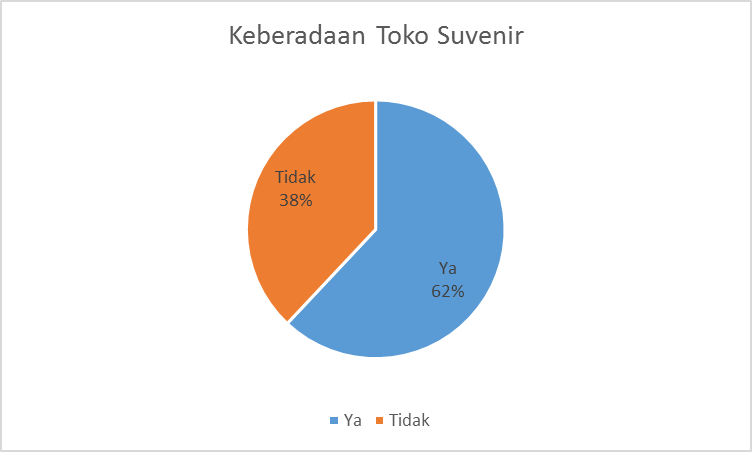 Keberadaan Toko Suvenir
Tidak
38%
Ya
62%
Ya Tidak